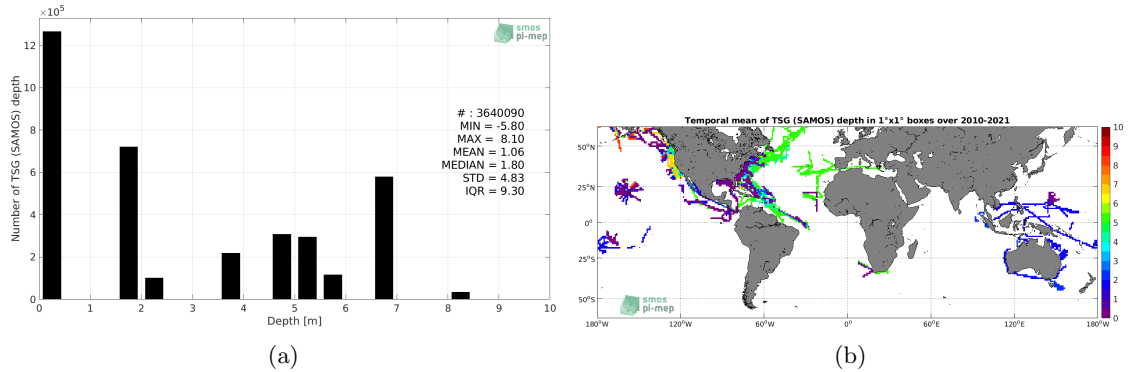 ×10⁵
12
10
8
6
4
2
0
0 1 2 3 4 5 6 7 8 9 10
Number of TSG (SAMOS) depth
Depth [m]
smos
pi-mep
# : 3640090
MIN = -5.80
MAX = 8.10
MEAN = 1.06
MEDIAN = 1.80
STD = 4.83
IQR = 9.30
(a)
Temporal mean of TSG (SAMOS) depth in 1°x1° boxes over 2010-2021
50°N
25°N
0°
25°S
50°S
180°W 120°W 60°W 0° 60°E 120°E 180°W
smos
pi-mep
10
9
8
7
6
5
4
3
2
1
0
(b)